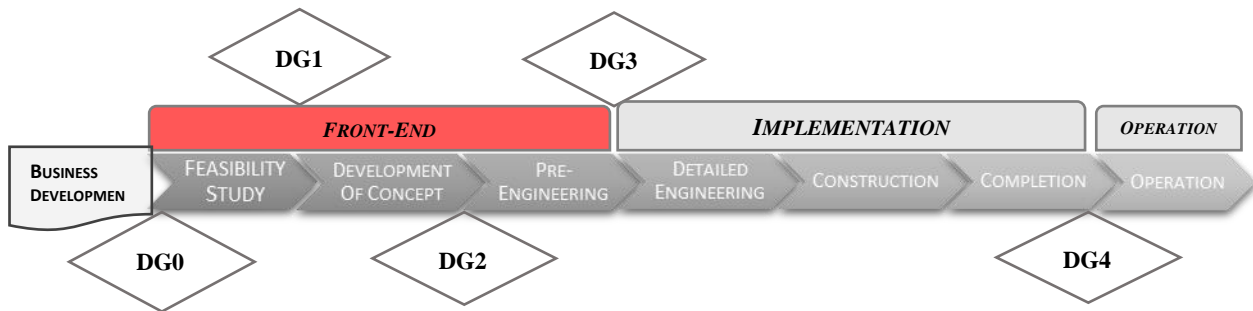 DG1
DG3
FRONT-END
IMPLEMENTATION
OPERATION
BUSINESS
DEVELOPMEN
FEASIBILITY
STUDY
DEVELOPMENT
OF CONCEPT
PRE-
ENGINEERING
DETAILED
ENGINEERING
CONSTRUCTION
COMPLETION
OPERATION
DG0
DG2
DG4